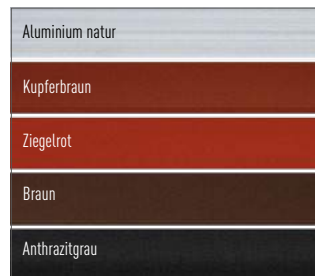 Aluminium natur
Kupferbraun
Ziegelrot
Braun
Anthrazitgrau